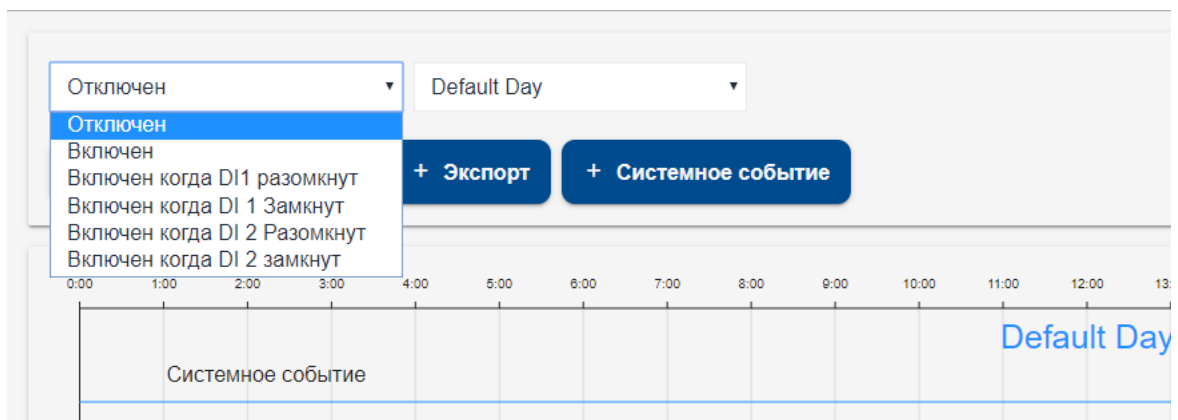 Отключен
Default Day
Отключен
Включен
Включен когда DI1 разомкнут
Включен когда DI 1 Замкнут
Включен когда DI 2 Разомкнут
Включен когда DI 2 замкнут
+ Экспорт
+ Системное событие
0:00 1:00 2:00 3:00 4:00 5:00 6:00 7:00 8:00 9:00 10:00 11:00 12:00 13:
Default Day
Системное событие